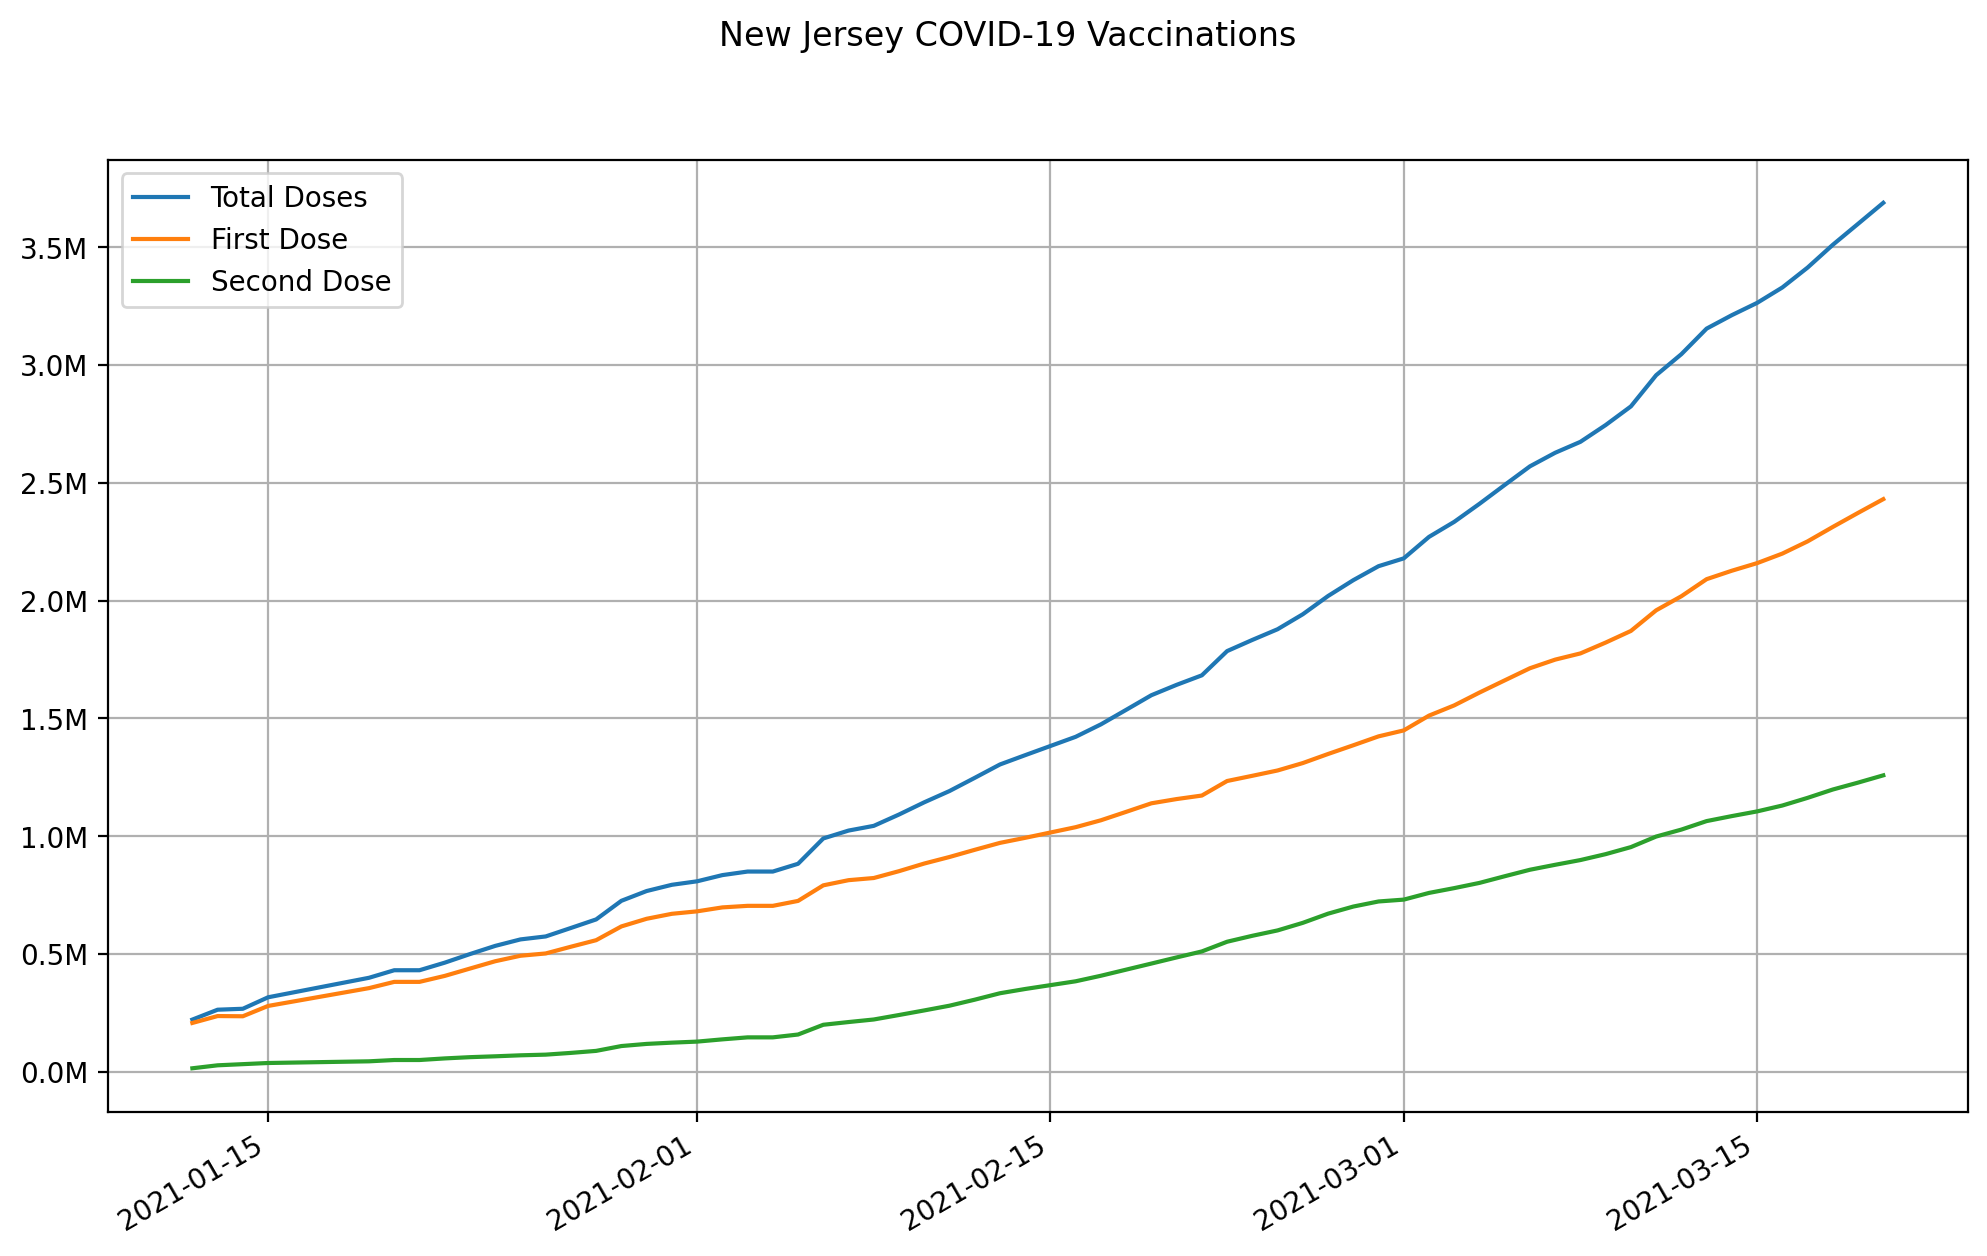 New Jersey COVID-19 Vaccinations
Total Doses
First Dose
Second Dose
3.5M
3.0M
2.5M
2.0M
1.5M
1.0M
0.5M
0.0M
2021-01-15
2021-02-01
2021-02-15
2021-03-01
2021-03-15